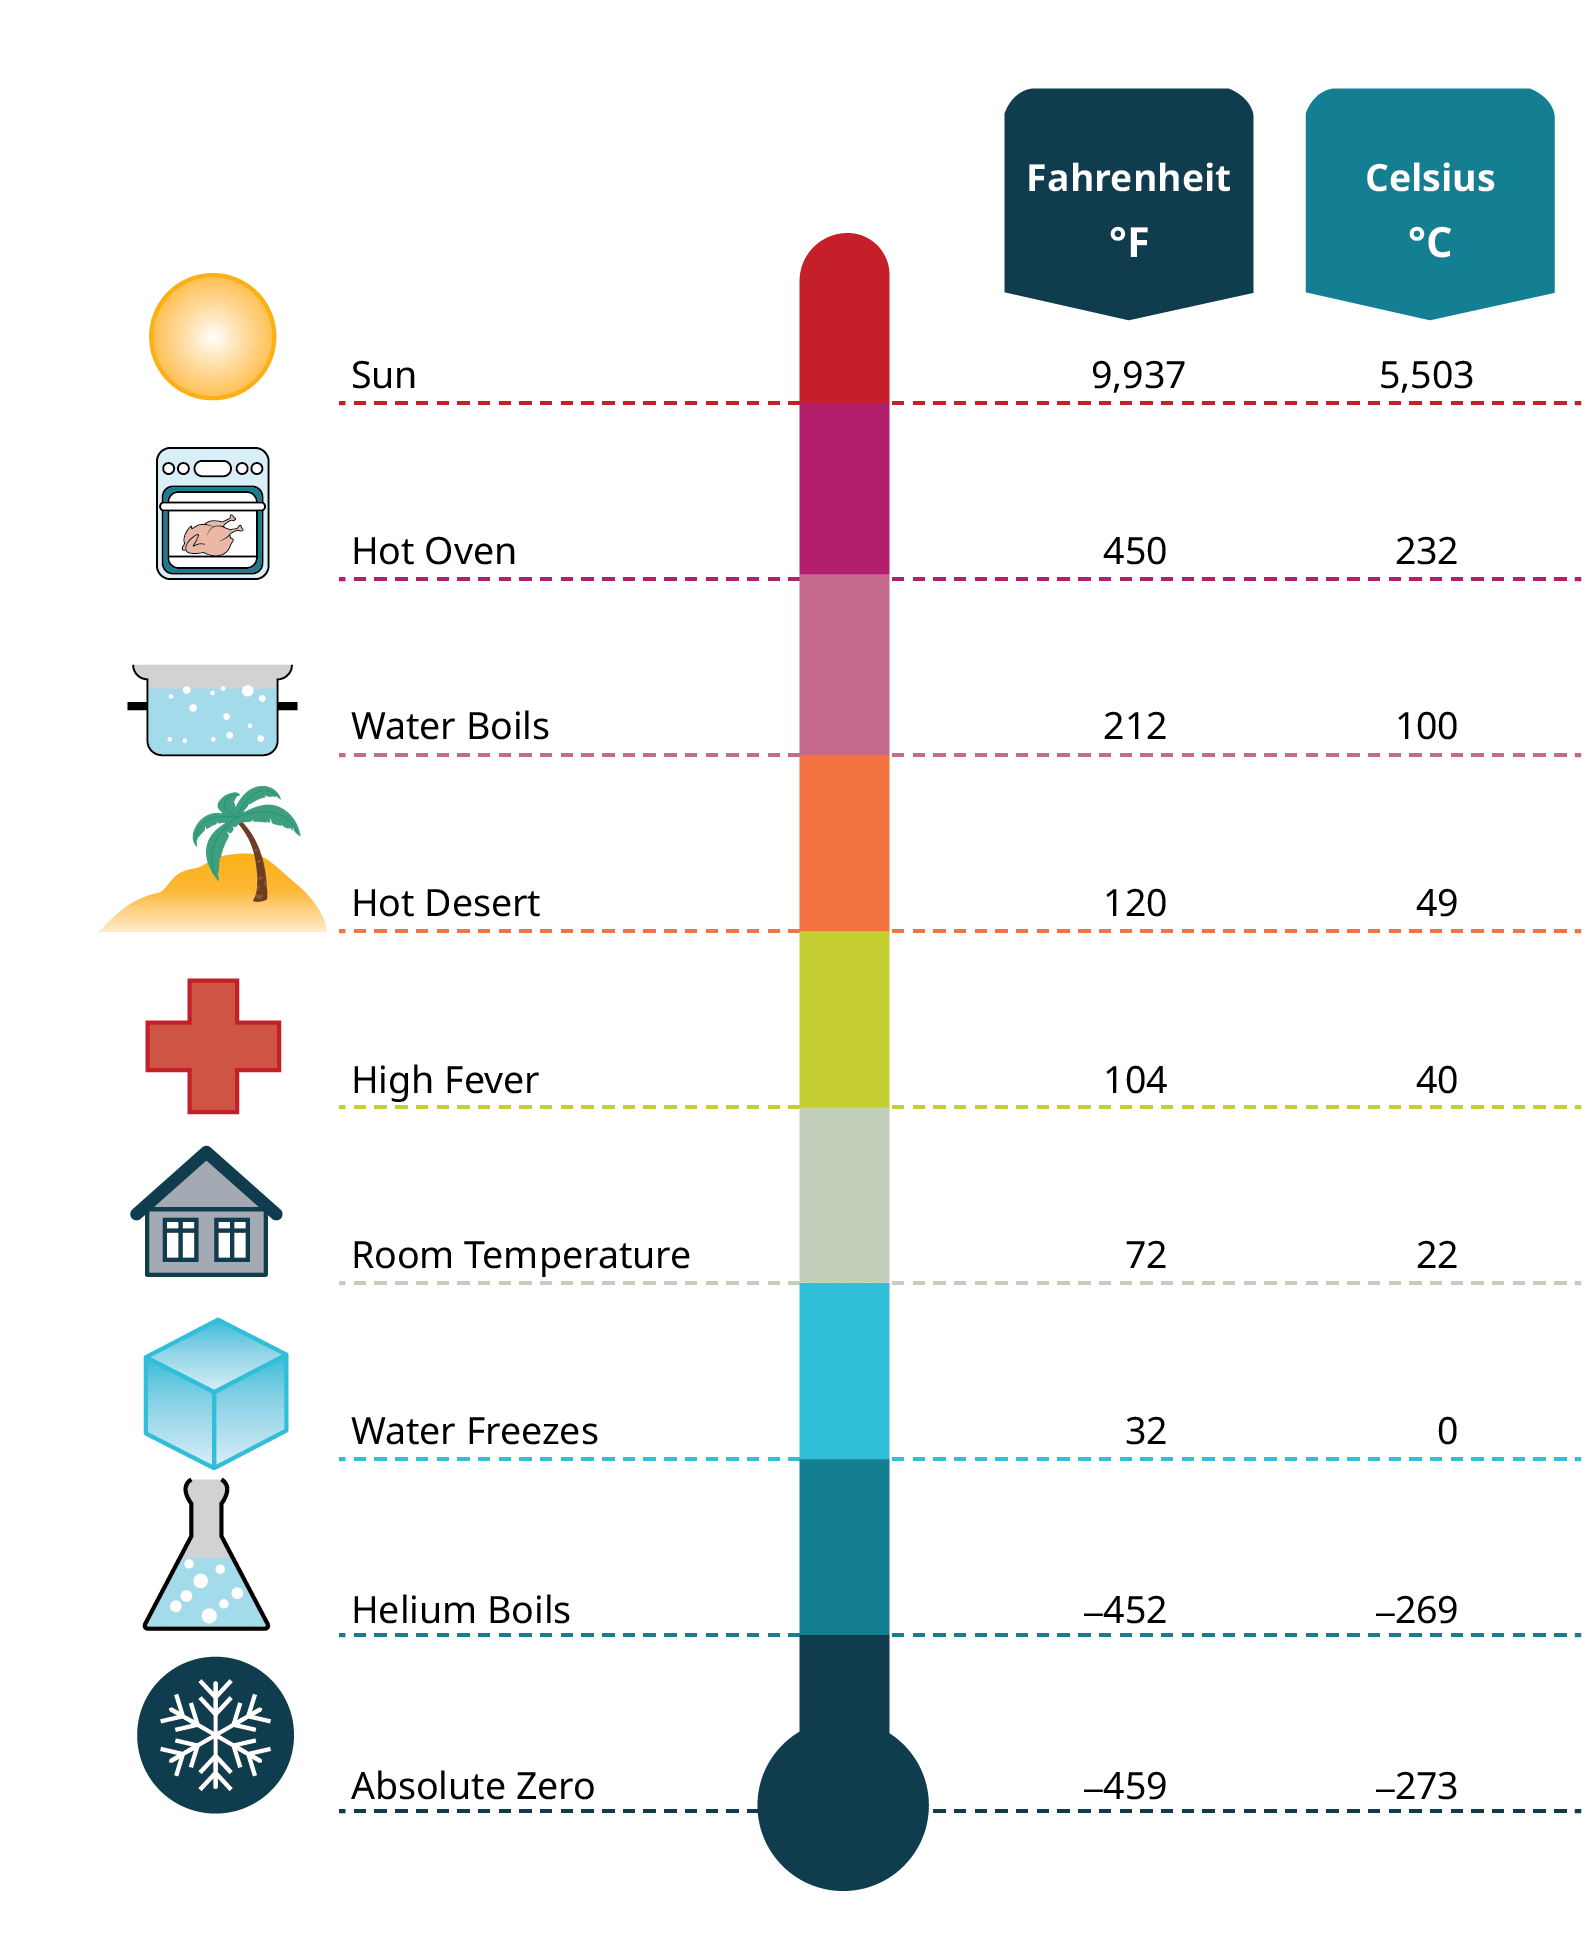 Fahrenheit
°F
Celsius
°C
Sun 9,937 5,503
Hot Oven 450 232
Water Boils 212 100
Hot Desert 120 49
High Fever 104 40
Room Temperature 72 22
Water Freezes 32 0
Helium Boils –452 –269
Absolute Zero –459 –273